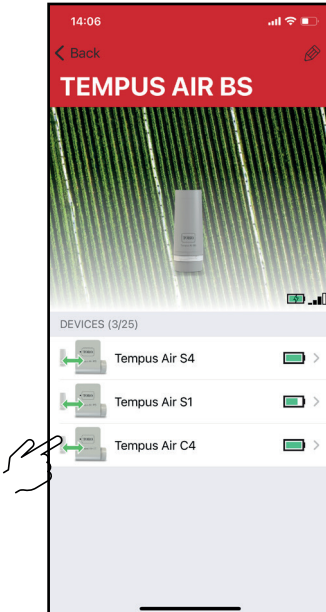 14:06
Back
TEMPUS AIR BS
DEVICES (3/25)
Tempus Air S4
Tempus Air S1
Tempus Air C4